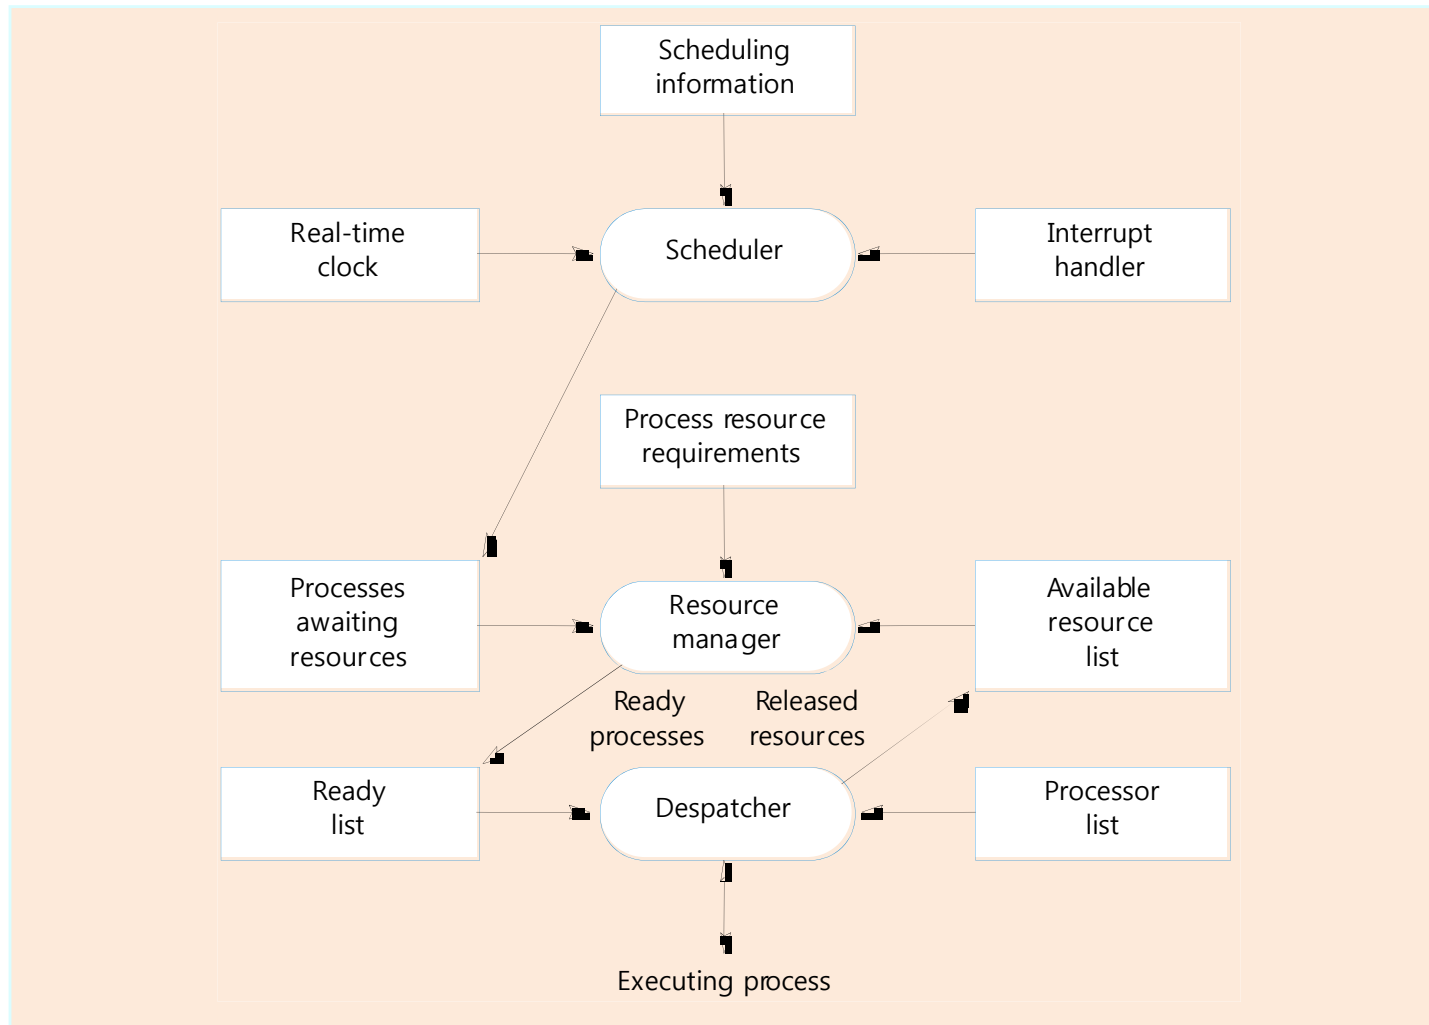 Scheduling
information
Real-time
clock
Scheduler
Interrupt
handler
Process resource
requirements
Processes
awaiting
resources
Resource
manager
Available
resource
list
Ready
processes
Released
resources
Ready
list
Despatcher
Processor
list
Executing process